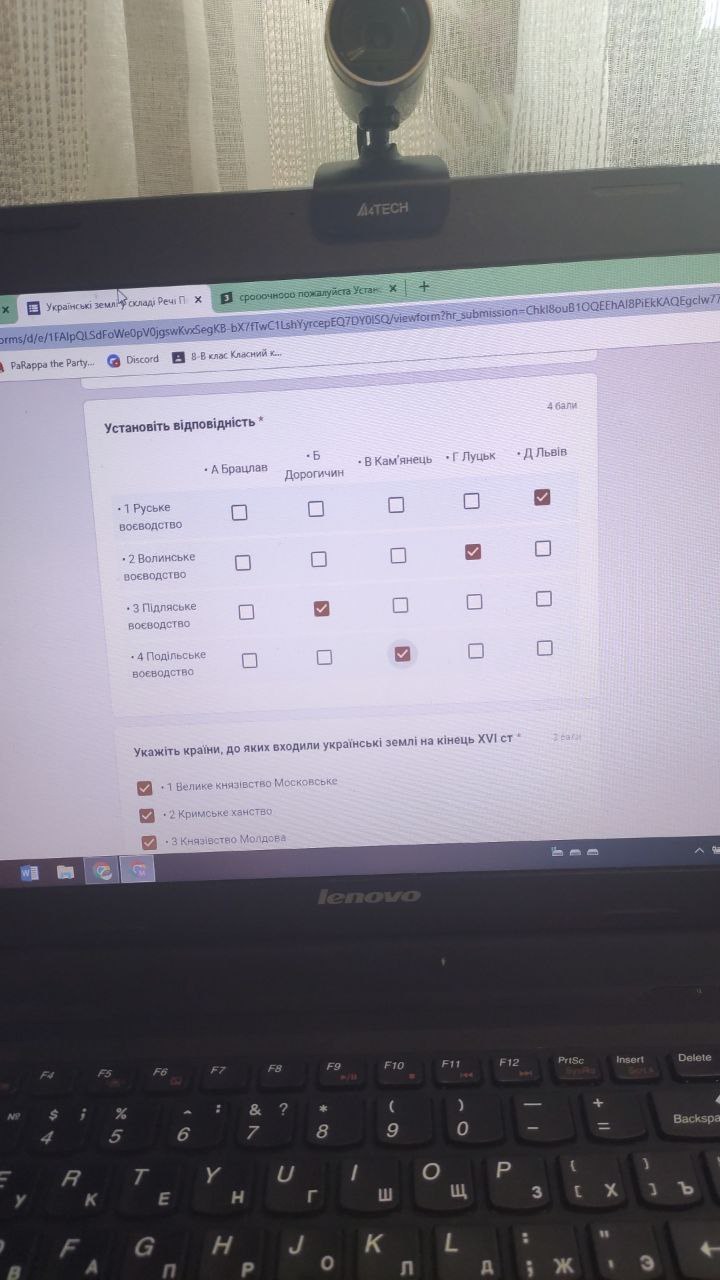 A4TECH
Українські землі у складі Речі П
срооочнооо пожалуйста Устан
orms/d/e/1FAIpQLSdFoWe0pV0jgswKvxSegKB-bX7fTwC1LshYyrcepEQ7DY0ISQ/viewform?hr_submission=ChkI8ouB1OQEEhAI8PiEkKAQEgcIw77
PaRappa the Party... Discord 8-В клас Класний к...
Установіть відповідність *
4 бали
• А Брацлав
• Б Дорогичин
• В Кам'янець
• Г Луцьк
• Д Львів
• 1 Руське
воєводство
• 2 Волинське
воєводство
• 3 Підляське
воєводство
• 4 Подільське
воєводство
Укажіть країни, до яких входили українські землі на кінець XVI ст *
• 1 Велике князівство Московське
• 2 Кримське ханство
• 3 Князівство Молдова
lenovo
F4 F5 F6 F7 F8 F9 F10 F11 F12 PrtSc Insert Delete
SysRq
№ $ ; % ^ : & ? * ( ) — +
4 5 6 7 8 9 0 – = Backspa
E R T Y U I O P { }
У К Е Н Г Ш Щ З [ Х ] Ъ
F G H J K L : "
В А П Р О Л Д ; Ж ' Э